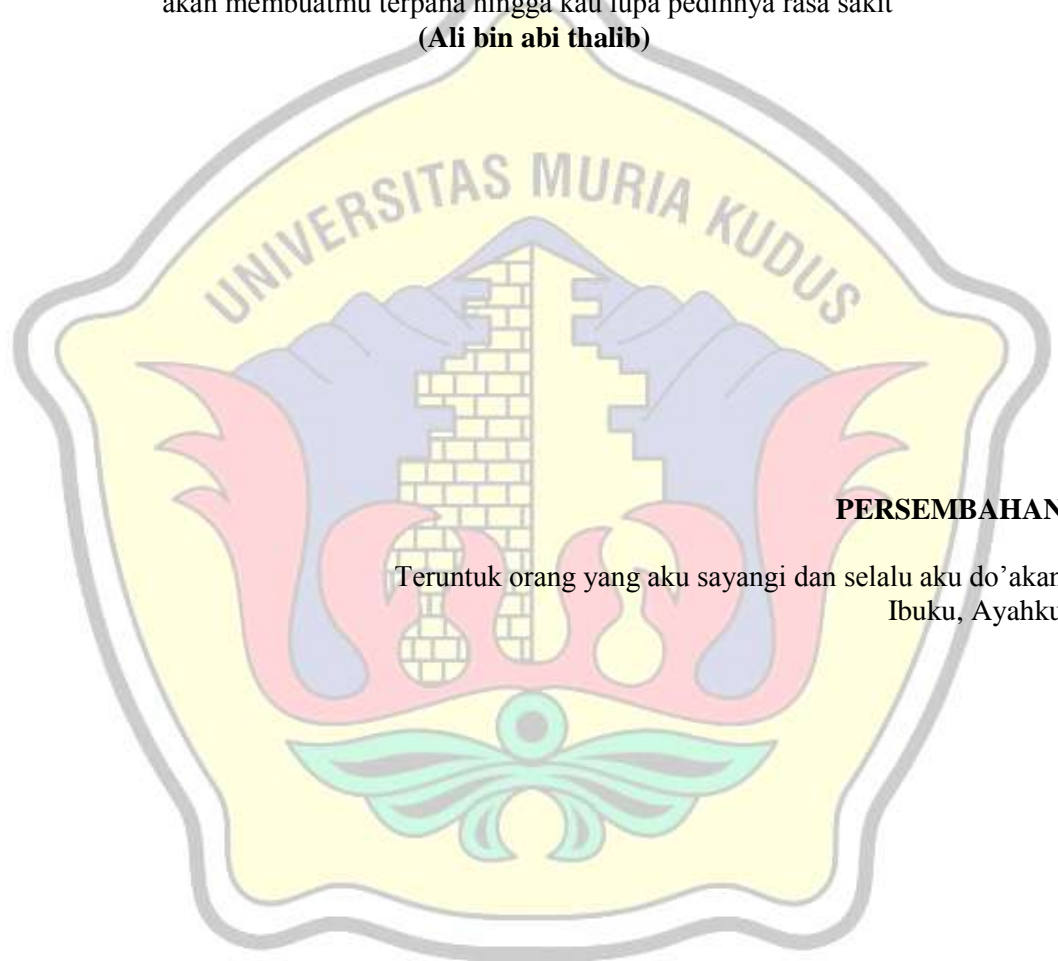 akan membuatmu terpana hingga kau lupa pedihnya rasa sakit
(Ali bin abi thalib)
UNIVERSITAS MURIA KUDUS
PERSEMBAHAN
Teruntuk orang yang aku sayangi dan selalu aku do’akan
Ibuku, Ayahku